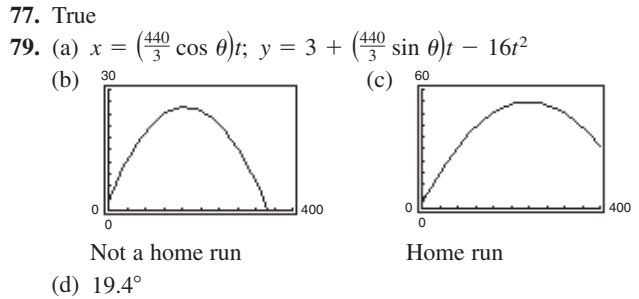 77. True
79. (a) x = (440/3 cos θ)t; y = 3 + (440/3 sin θ)t − 16t²
(b) 30 0 0 400
(c) 60 0 0 400
Not a home run
Home run
(d) 19.4°